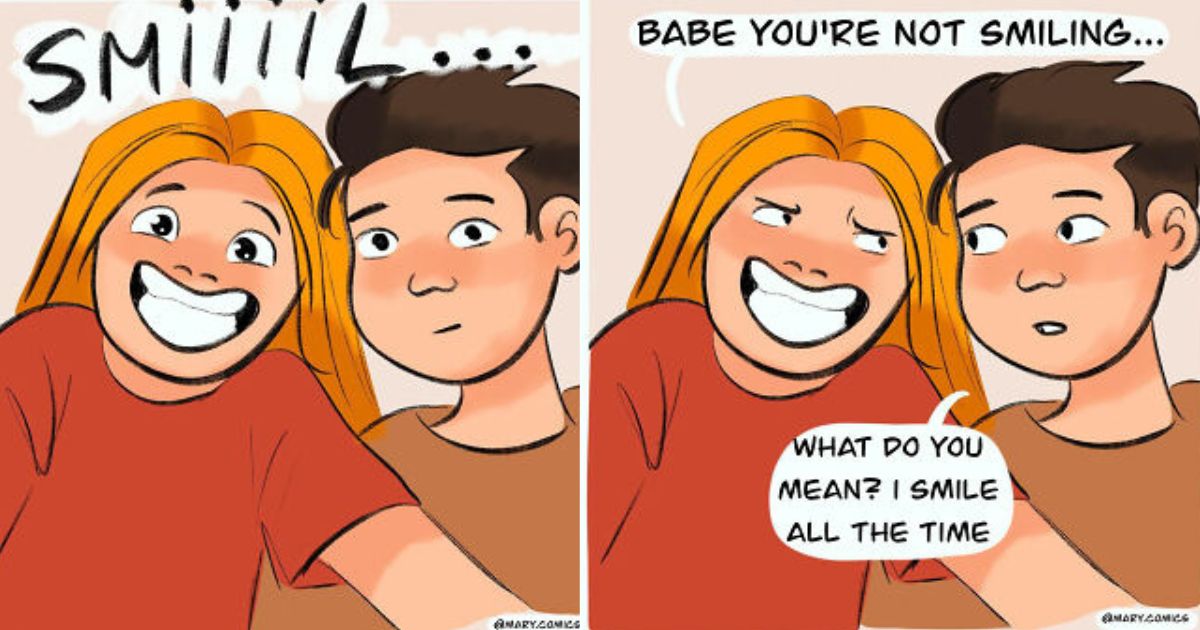 SMIIIIL...
@MARY.COMICS
BABE YOU'RE NOT SMILING...
WHAT DO YOU
MEAN? I SMILE
ALL THE TIME
@MARY.COMICS